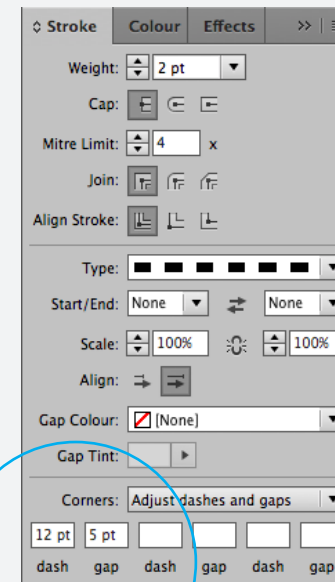 Stroke Colour Effects
Weight: 2 pt
Cap:
Mitre Limit: 4 x
Join:
Align Stroke:
Type:
Start/End: None None
Scale: 100% 100%
Align:
Gap Colour: [None]
Gap Tint:
Corners: Adjust dashes and gaps
12 pt 5 pt
dash gap dash gap dash gap